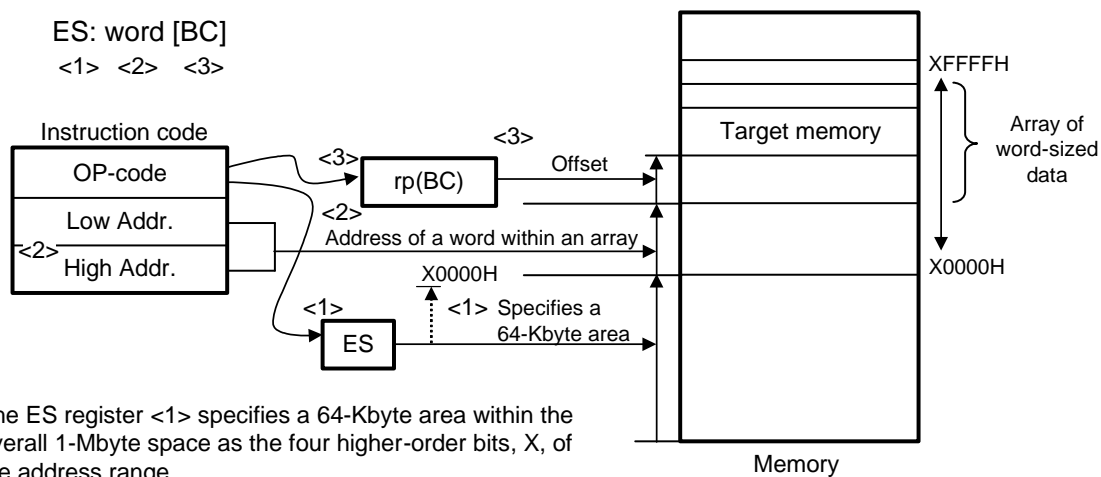 ES: word [BC]
<1> <2> <3>
XFFFFH
Instruction code
OP-code
Low Addr.
<2>
High Addr.
<3>
rp(BC)
<3>
Offset
Target memory
Array of
word-sized
data
<2>
Address of a word within an array
X0000H
X0000H
<1>
ES
<1> Specifies a
64-Kbyte area
ES register <1> specifies a 64-Kbyte area within the
1-Mbyte space as the four higher-order bits, X, of
address range
Memory